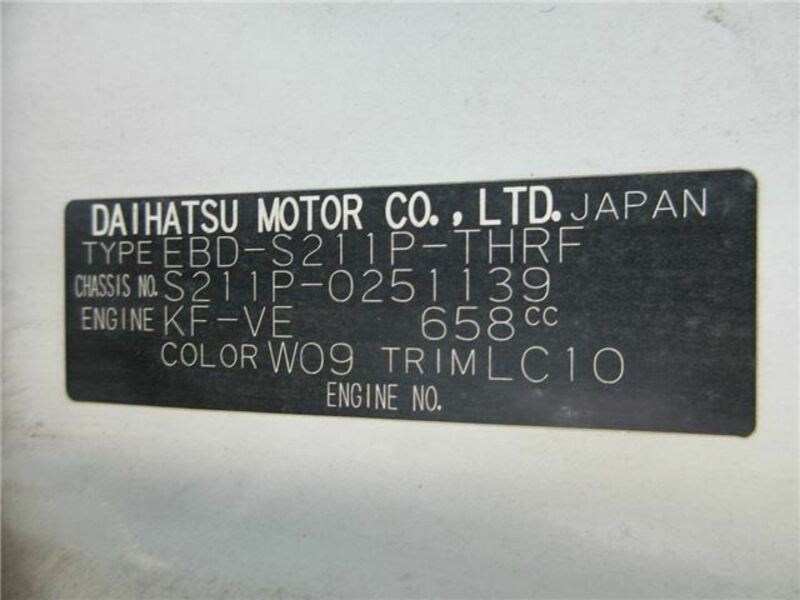 DAIHATSU MOTOR CO., LTD. JAPAN
TYPE EBD-S211P-THRF
CHASSIS NO. S211P-0251139
ENGINE KF-VE 658cc
COLOR W09 TRIM LC10
ENGINE NO.